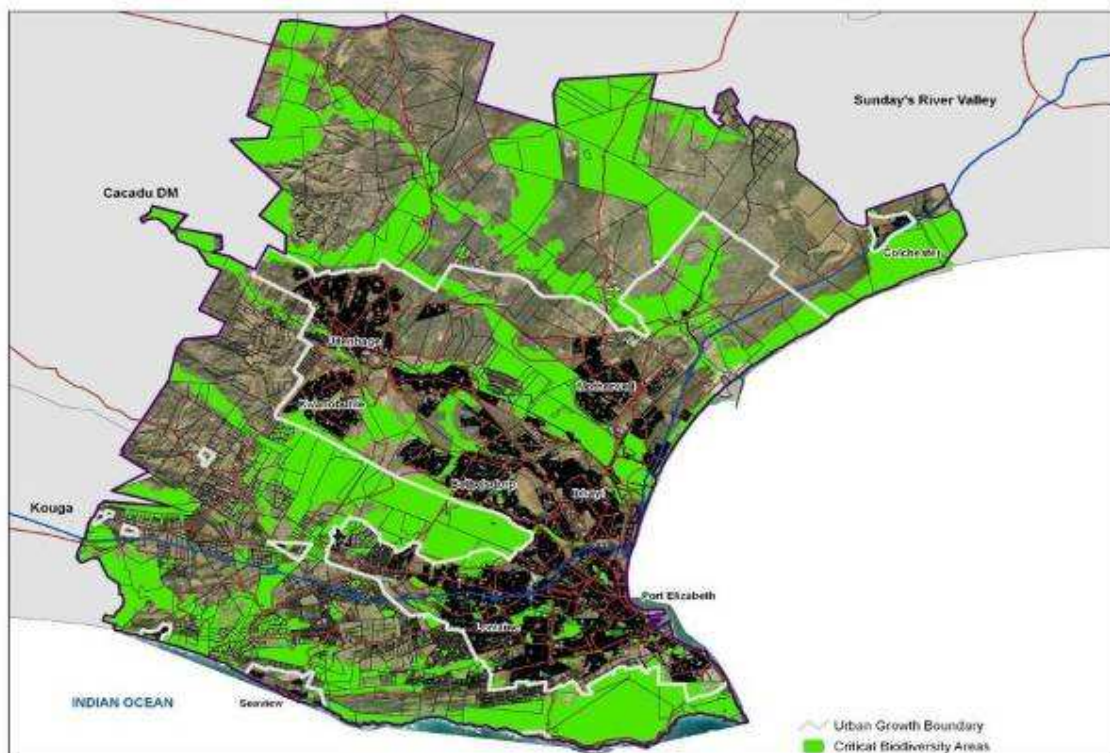 Sunday's River Valley
Cacadu DM
Colchester
Uitenhage
Motherwell
Kwanobuhle
Bethelsdorp
Ibhayi
Kouga
Port Elizabeth
Lorraine
Seaview
INDIAN OCEAN
Urban Growth Boundary
Critical Biodiversity Areas